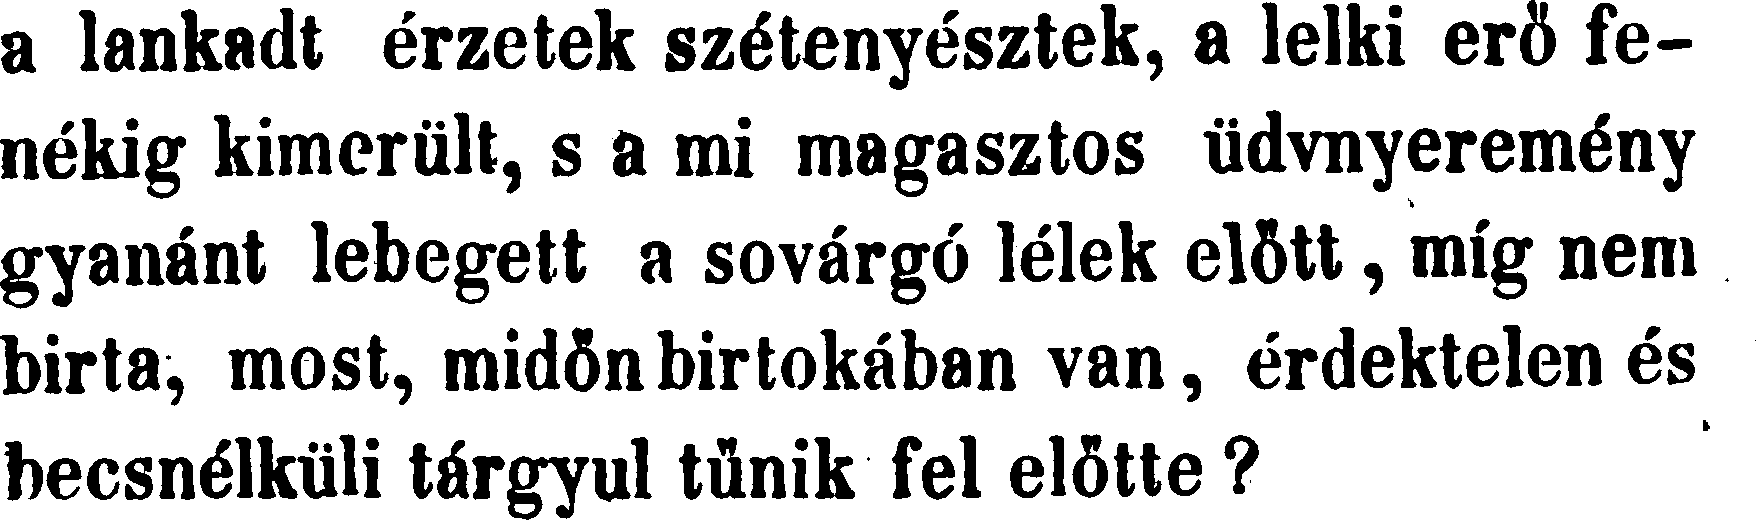 a lankadt érzetek szétenyésztek, a lelki erő fe-
nékig kimerült, s a mi magasztos üdvnyeremény
gyanánt lebegett a sovárgó lélek előtt, míg nem
birta, most, midőn birtokában van, érdektelen és
becsnélküli tárgyul tűnik fel előtte?